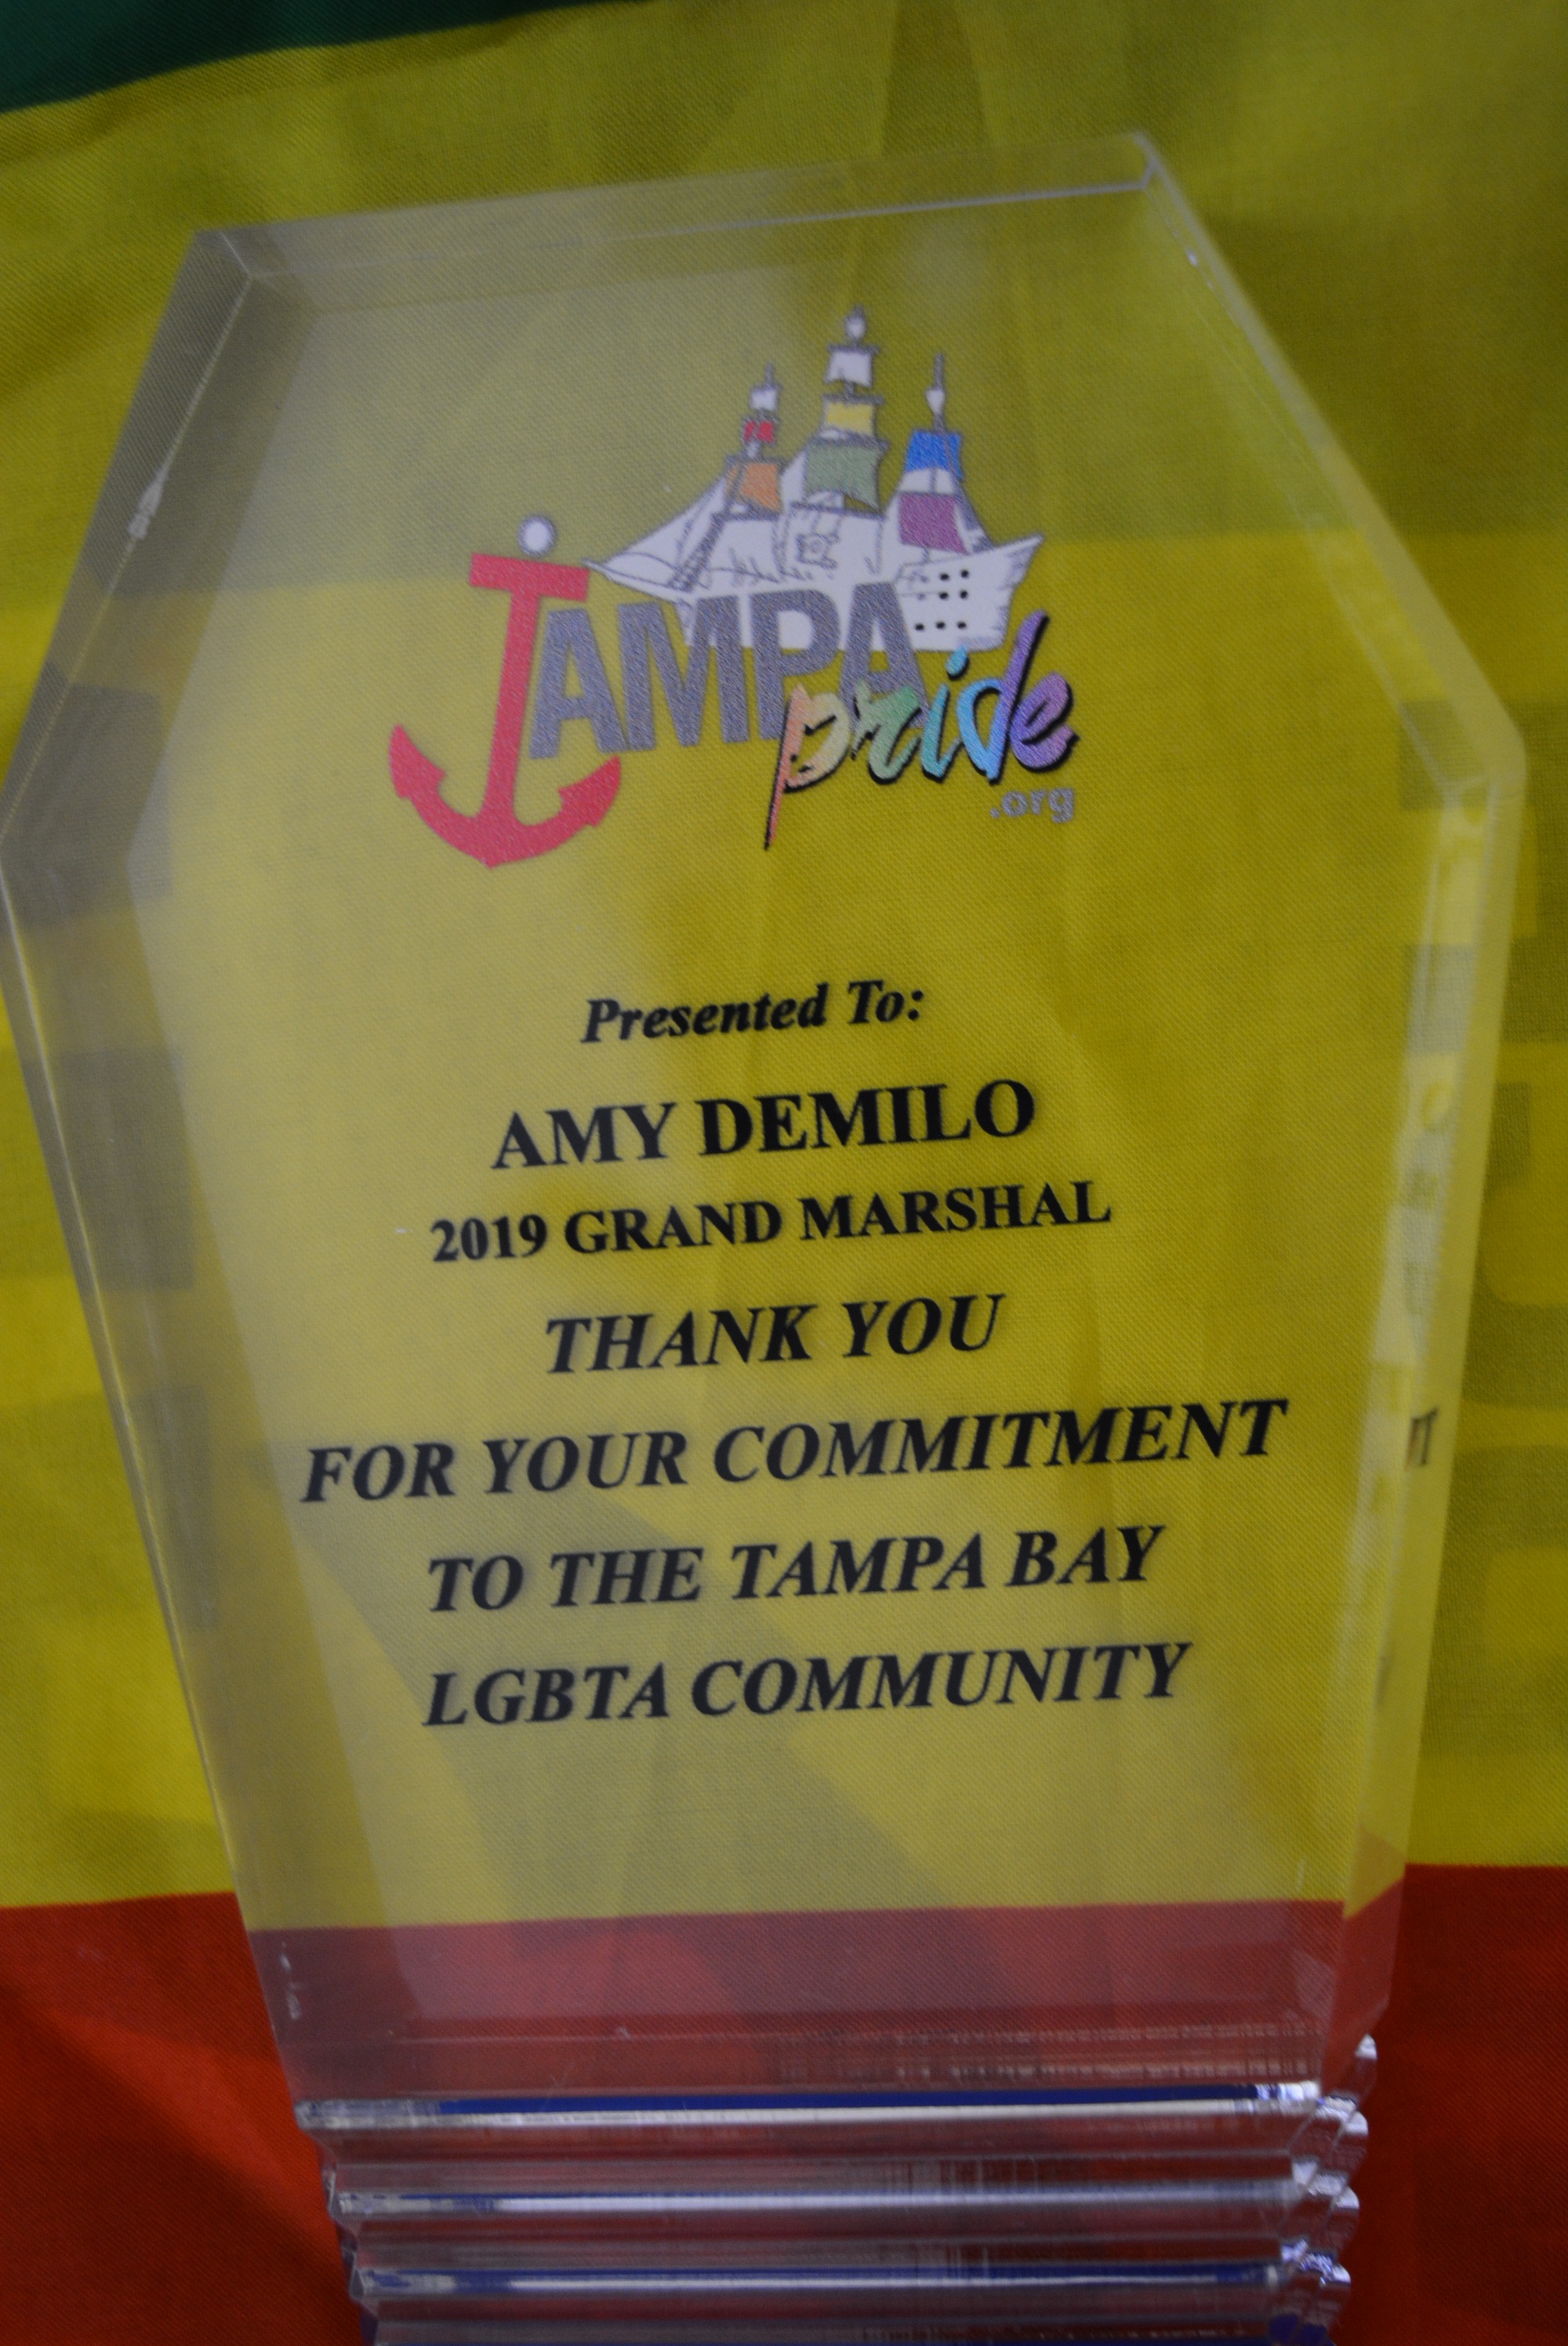 TAMPA
pride
.org
Presented To:
AMY DEMILO
2019 GRAND MARSHAL
THANK YOU
FOR YOUR COMMITMENT
TO THE TAMPA BAY
LGBTA COMMUNITY